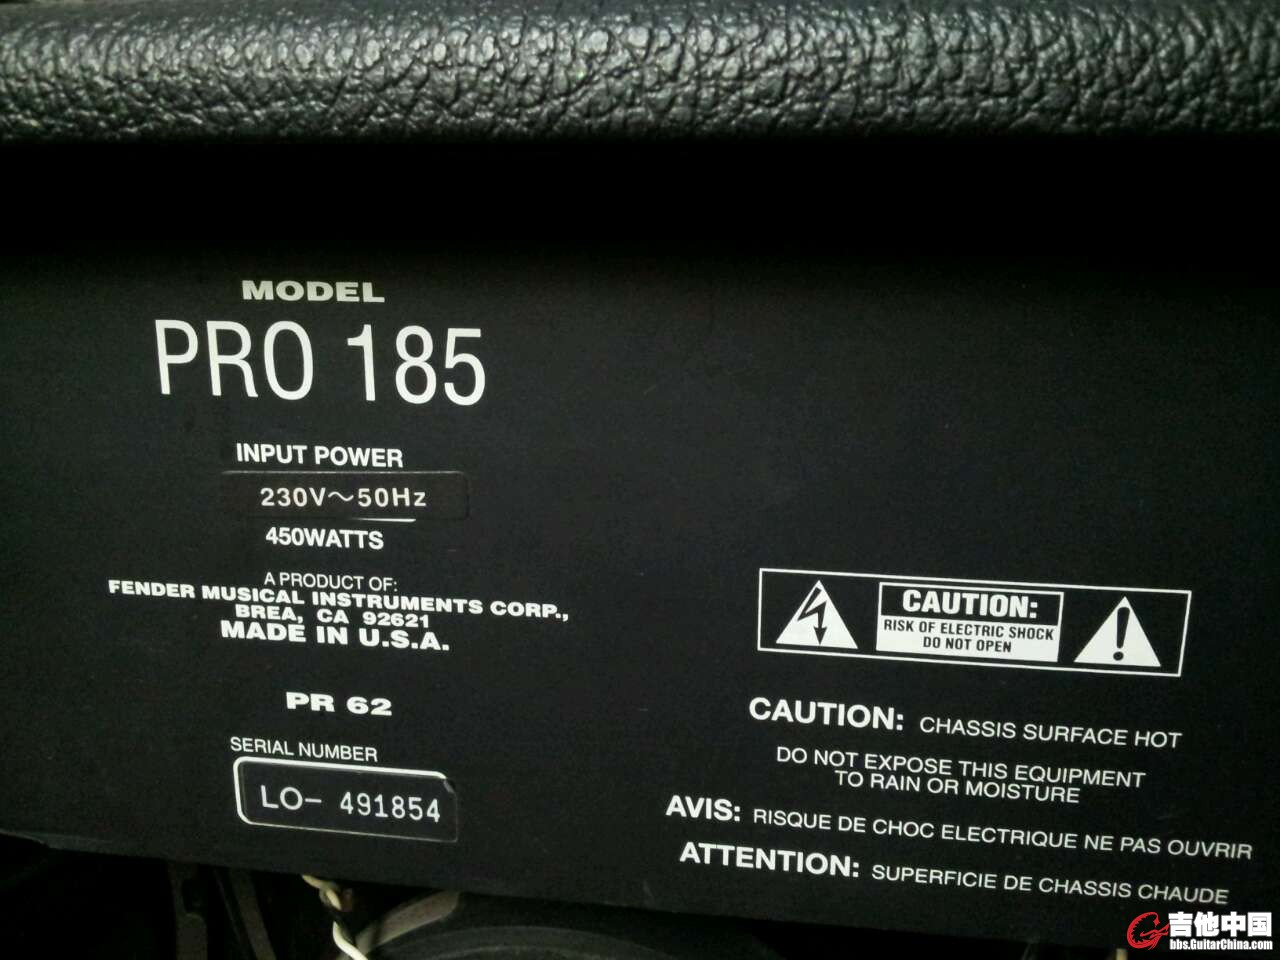 MODEL
PRO 185
INPUT POWER
230V～50Hz
450WATTS
A PRODUCT OF:
FENDER MUSICAL INSTRUMENTS CORP.,
BREA, CA 92621
MADE IN U.S.A.
PR 62
SERIAL NUMBER
LO- 491854
CAUTION:
RISK OF ELECTRIC SHOCK
DO NOT OPEN
CAUTION: CHASSIS SURFACE HOT
DO NOT EXPOSE THIS EQUIPMENT
TO RAIN OR MOISTURE
AVIS: RISQUE DE CHOC ELECTRIQUE NE PAS OUVRIR
ATTENTION: SUPERFICIE DE CHASSIS CHAUDE
吉他中国
bbs.GuitarChina.com